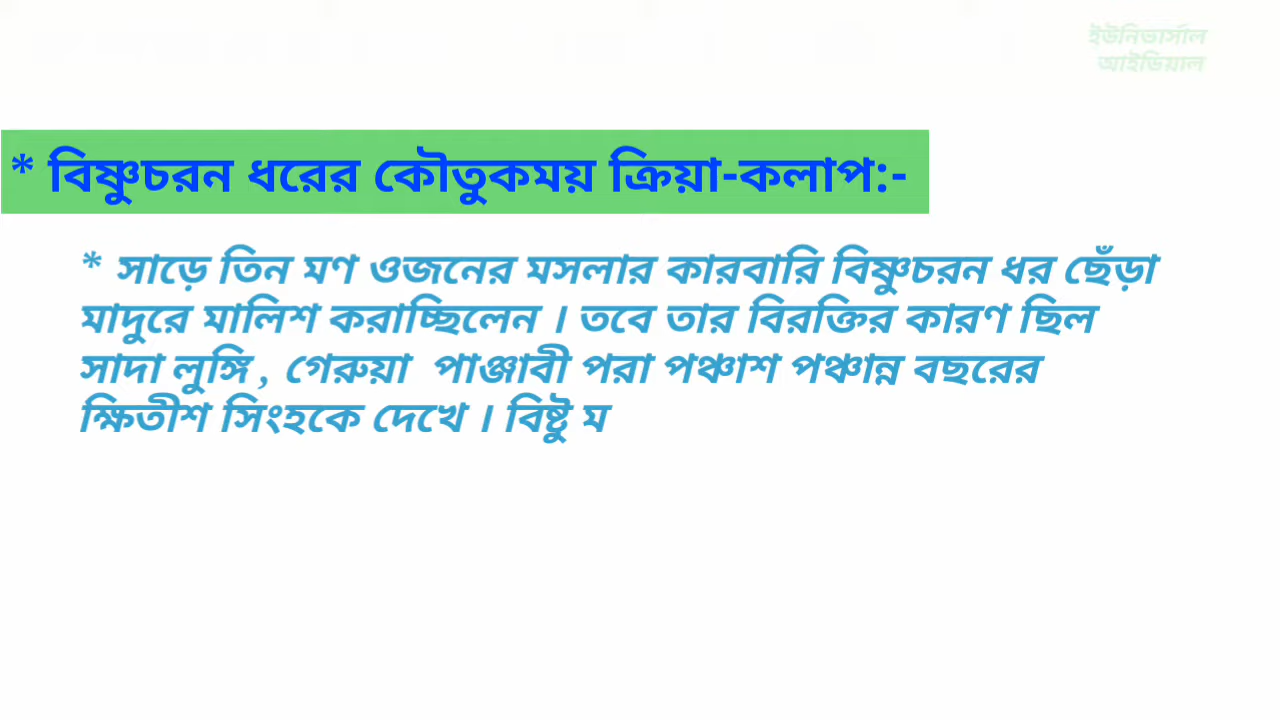 ইউনিভার্সাল
আইডিয়াল
* বিষ্ণুচরন ধরের কৌতুকময় ক্রিয়া-কলাপ:-
* সাড়ে তিন মণ ওজনের মসলার কারবারি বিষ্ণুচরন ধর ছেঁড়া
মাদুরে মালিশ করাচ্ছিলেন । তবে তার বিরক্তির কারণ ছিল
সাদা লুঙ্গি , গেরুয়া পাঞ্জাবী পরা পঞ্চাশ পঞ্চান্ন বছরের
ক্ষিতীশ সিংহকে দেখে । বিষ্টু ম